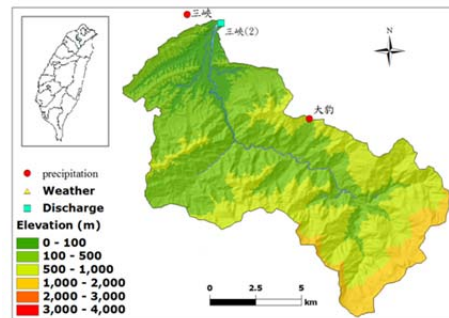 三峽
三峽(2)
N
大豹
precipitation
Weather
Discharge
Elevation (m)
0 - 100
100 - 500
500 - 1,000
1,000 - 2,000
2,000 - 3,000
3,000 - 4,000
0 2.5 5
km